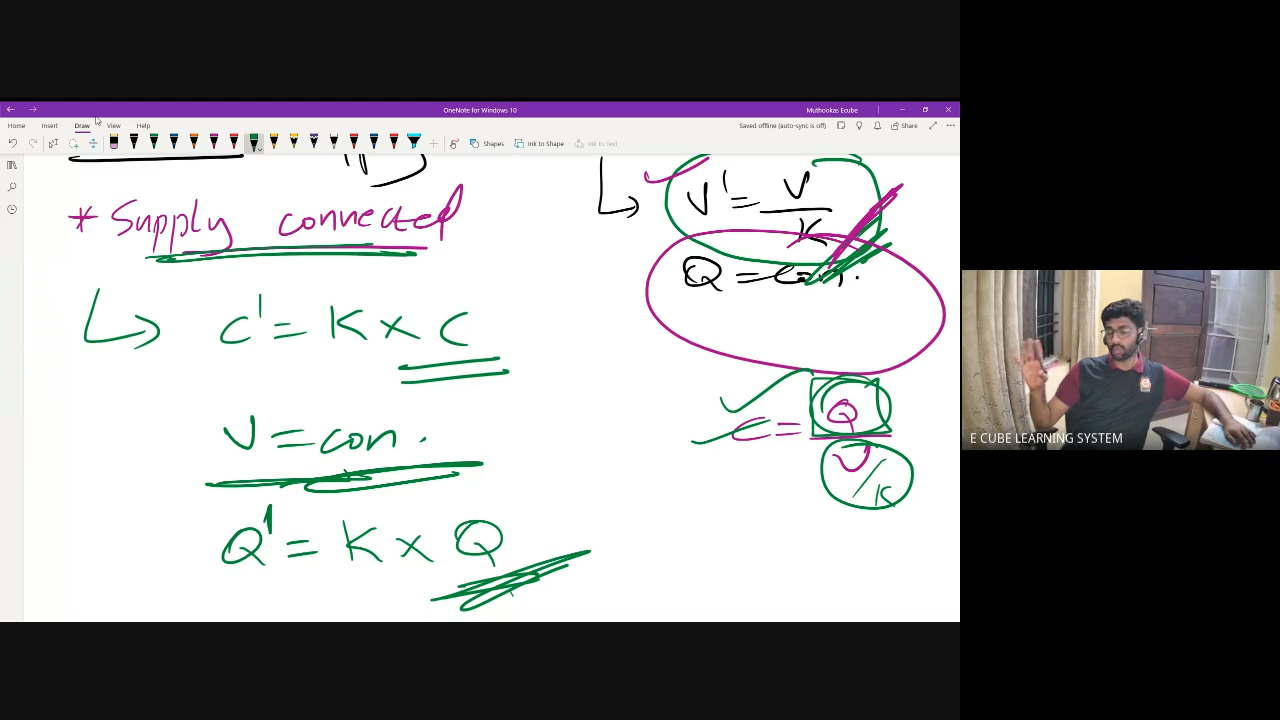 OneNote for Windows 10
Muthookas Ecube
Home Insert Draw View Help
Saved offline (auto-sync is off)
Share
Shapes
Ink to Shape
Ink to Text
* Supply connected
C' = K × C
V = con.
Q' = K × Q
V' = V/K
Q = con.
C = Q
V/K
E CUBE LEARNING SYSTEM